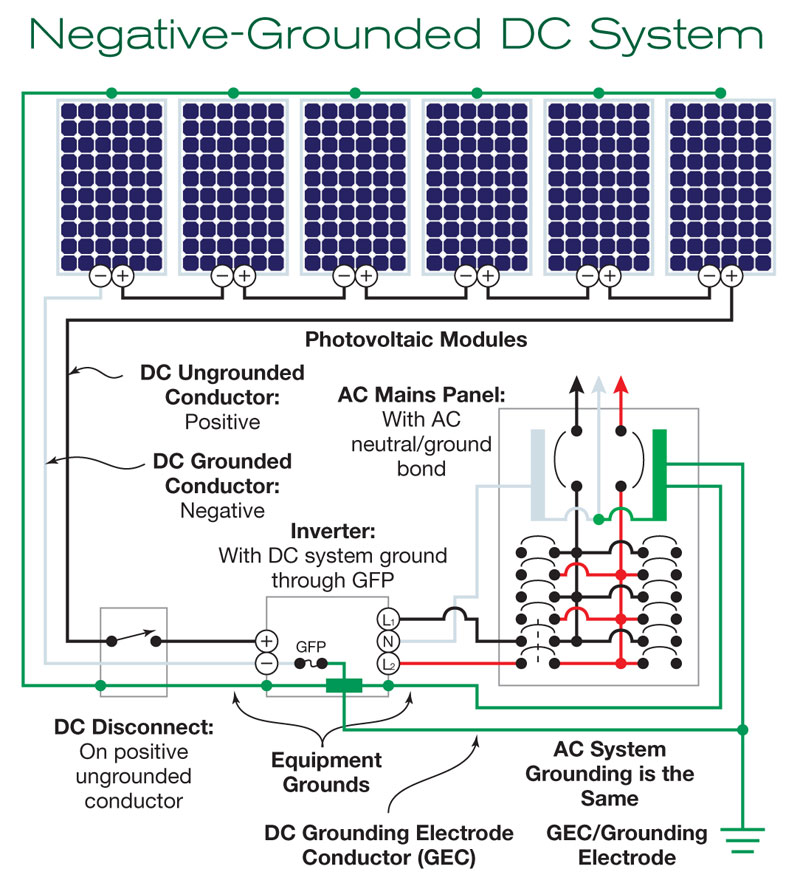 Negative-Grounded DC System
− + − + − + − + − + − +
Photovoltaic Modules
DC Ungrounded
Conductor:
Positive
DC Grounded
Conductor:
Negative
AC Mains Panel:
With AC
neutral/ground
bond
Inverter:
With DC system ground
through GFP
L1
+
N
GFP
−
L2
DC Disconnect:
On positive
ungrounded
conductor
Equipment
Grounds
DC Grounding Electrode
Conductor (GEC)
AC System
Grounding is the
Same
GEC/Grounding
Electrode